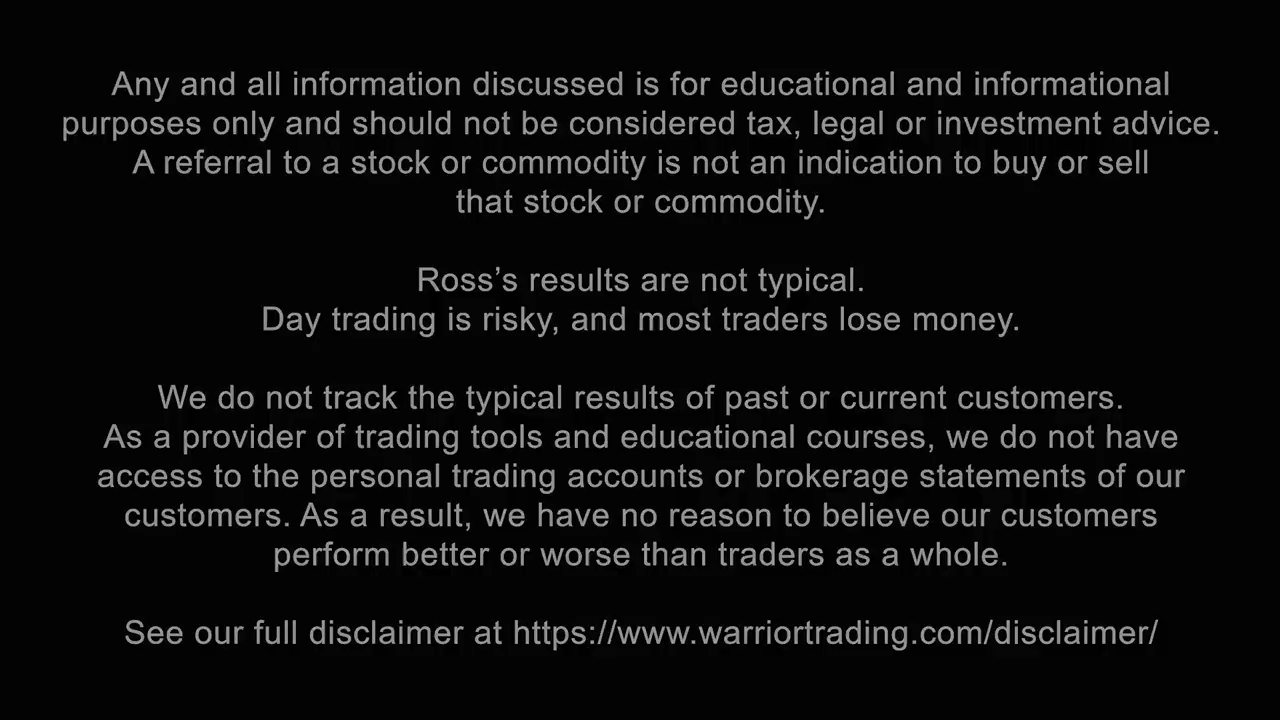 Any and all information discussed is for educational and informational
purposes only and should not be considered tax, legal or investment advice.
A referral to a stock or commodity is not an indication to buy or sell
that stock or commodity.
Ross’s results are not typical.
Day trading is risky, and most traders lose money.
We do not track the typical results of past or current customers.
As a provider of trading tools and educational courses, we do not have
access to the personal trading accounts or brokerage statements of our
customers. As a result, we have no reason to believe our customers
perform better or worse than traders as a whole.
See our full disclaimer at https://www.warriortrading.com/disclaimer/